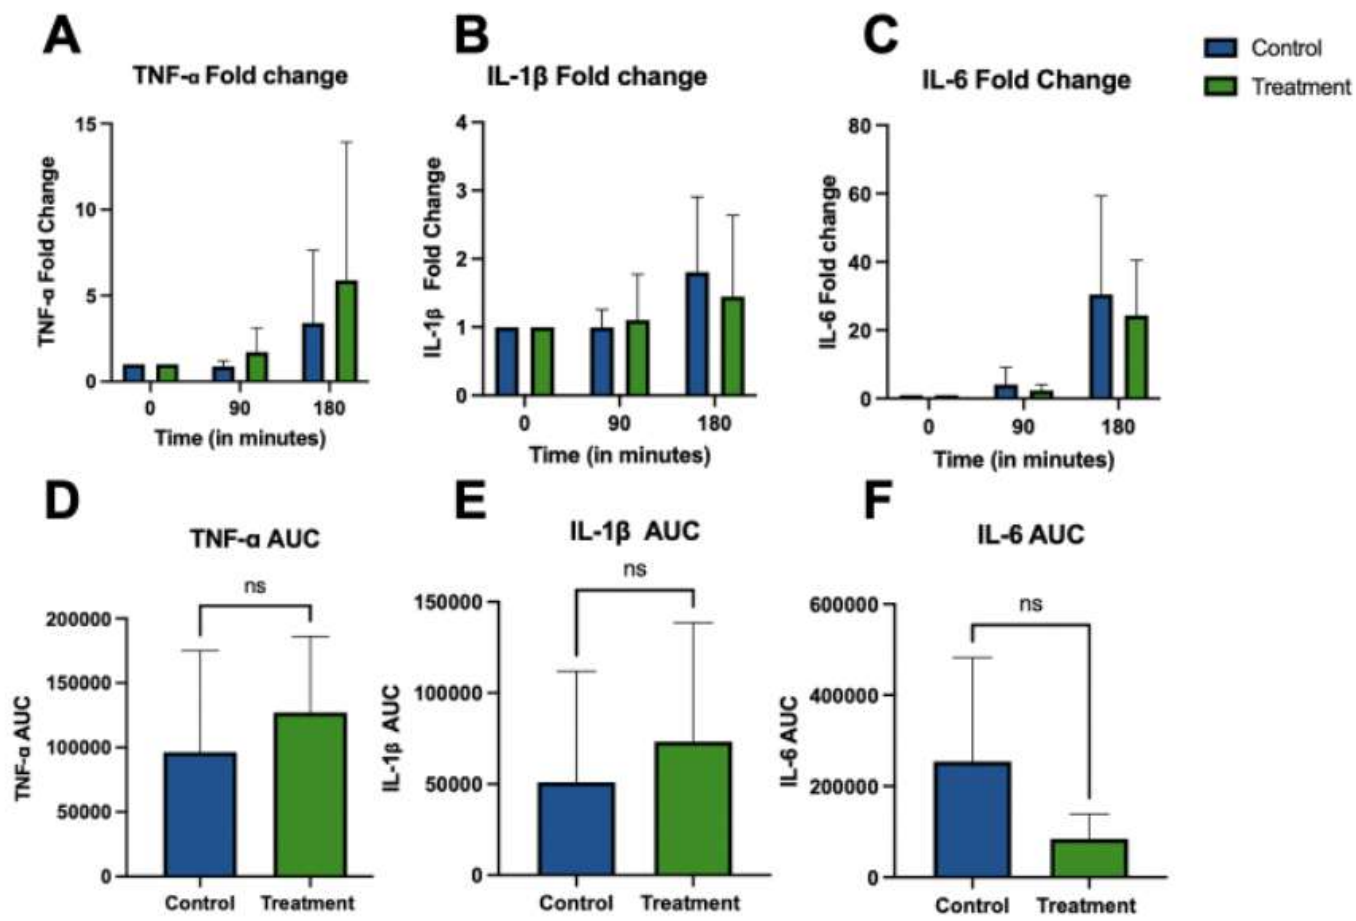 A
TNF-α Fold change
15
10
5
0
TNF-α Fold Change
0 90 180
Time (in minutes)
B
IL-1β Fold change
4
3
2
1
0
IL-1β Fold Change
0 90 180
Time (in minutes)
C
IL-6 Fold Change
80
60
40
20
0
IL-6 Fold change
0 90 180
Time (in minutes)
Control
Treatment
D
TNF-α AUC
ns
200000
150000
100000
50000
0
TNF-α AUC
Control Treatment
E
IL-1β AUC
ns
150000
100000
50000
0
IL-1β AUC
Control Treatment
F
IL-6 AUC
ns
600000
400000
200000
0
IL-6 AUC
Control Treatment